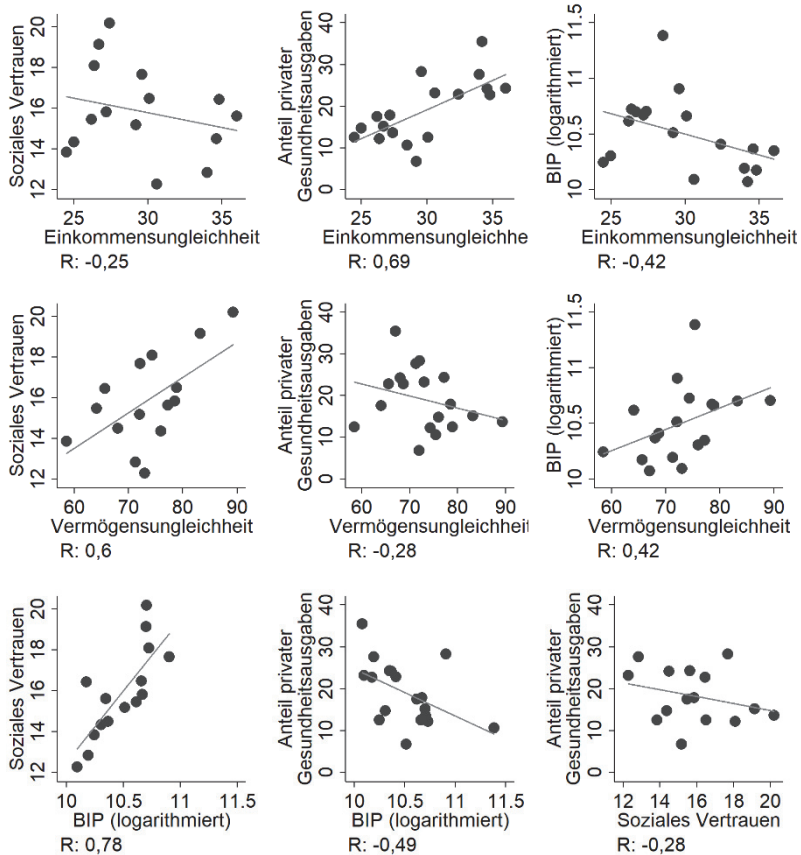 Soziales Vertrauen
12 14 16 18 20
25 30 35
Einkommensungleichheit
R: -0,25
Anteil privater
Gesundheitsausgaben
0 10 20 30 40
25 30 35
Einkommensungleichhe
R: 0,69
BIP (logarithmiert)
10 10.5 11 11.5
25 30 35
Einkommensungleichheit
R: -0,42
Soziales Vertrauen
12 14 16 18 20
60 70 80 90
Vermögensungleichheit
R: 0,6
Anteil privater
Gesundheitsausgaben
0 10 20 30 40
60 70 80 90
Vermögensungleichheit
R: -0,28
BIP (logarithmiert)
10 10.5 11 11.5
60 70 80 90
Vermögensungleichheit
R: 0,42
Soziales Vertrauen
12 14 16 18 20
10 10.5 11 11.5
BIP (logarithmiert)
R: 0,78
Anteil privater
Gesundheitsausgaben
0 10 20 30 40
10 10.5 11 11.5
BIP (logarithmiert)
R: -0,49
Anteil privater
Gesundheitsausgaben
0 10 20 30 40
12 14 16 18 20
Soziales Vertrauen
R: -0,28